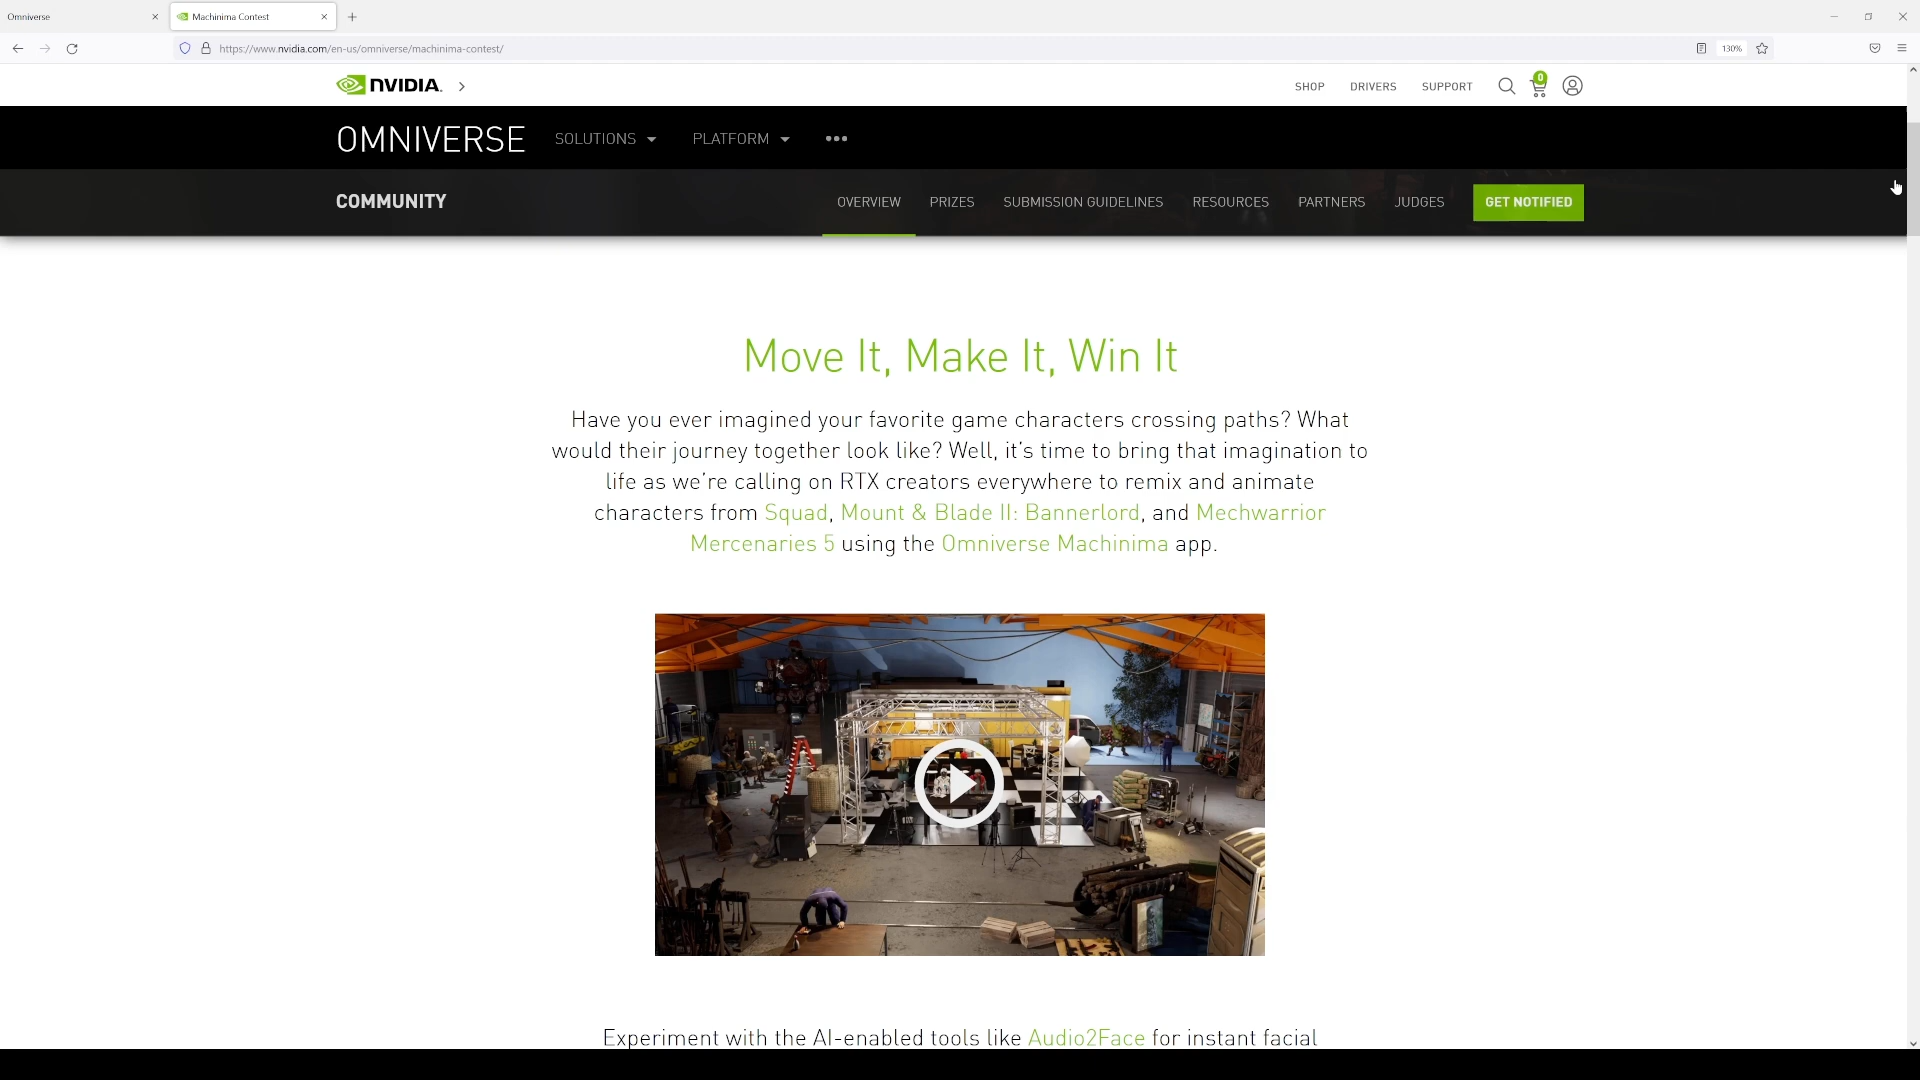 Omniverse
Machinima Contest
https://www.nvidia.com/en-us/omniverse/machinima-contest/
130%
NVIDIA.
SHOP DRIVERS SUPPORT 0
OMNIVERSE SOLUTIONS PLATFORM
COMMUNITY OVERVIEW PRIZES SUBMISSION GUIDELINES RESOURCES PARTNERS JUDGES GET NOTIFIED
Move It, Make It, Win It
Have you ever imagined your favorite game characters crossing paths? What
would their journey together look like? Well, it’s time to bring that imagination to
life as we’re calling on RTX creators everywhere to remix and animate
characters from Squad, Mount & Blade II: Bannerlord, and Mechwarrior
Mercenaries 5 using the Omniverse Machinima app.
Experiment with the AI-enabled tools like Audio2Face for instant facial